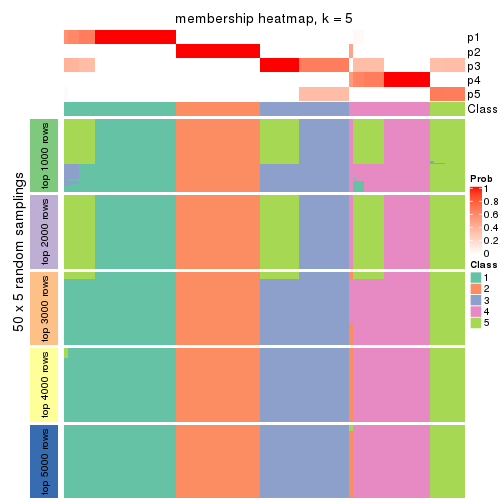 membership heatmap, k = 5
p1
p2
p3
p4
p5
Class
50 x 5 random samplings
top 1000 rows
top 2000 rows
top 3000 rows
top 4000 rows
top 5000 rows
Prob
1
0.8
0.6
0.4
0.2
0
Class
1
2
3
4
5